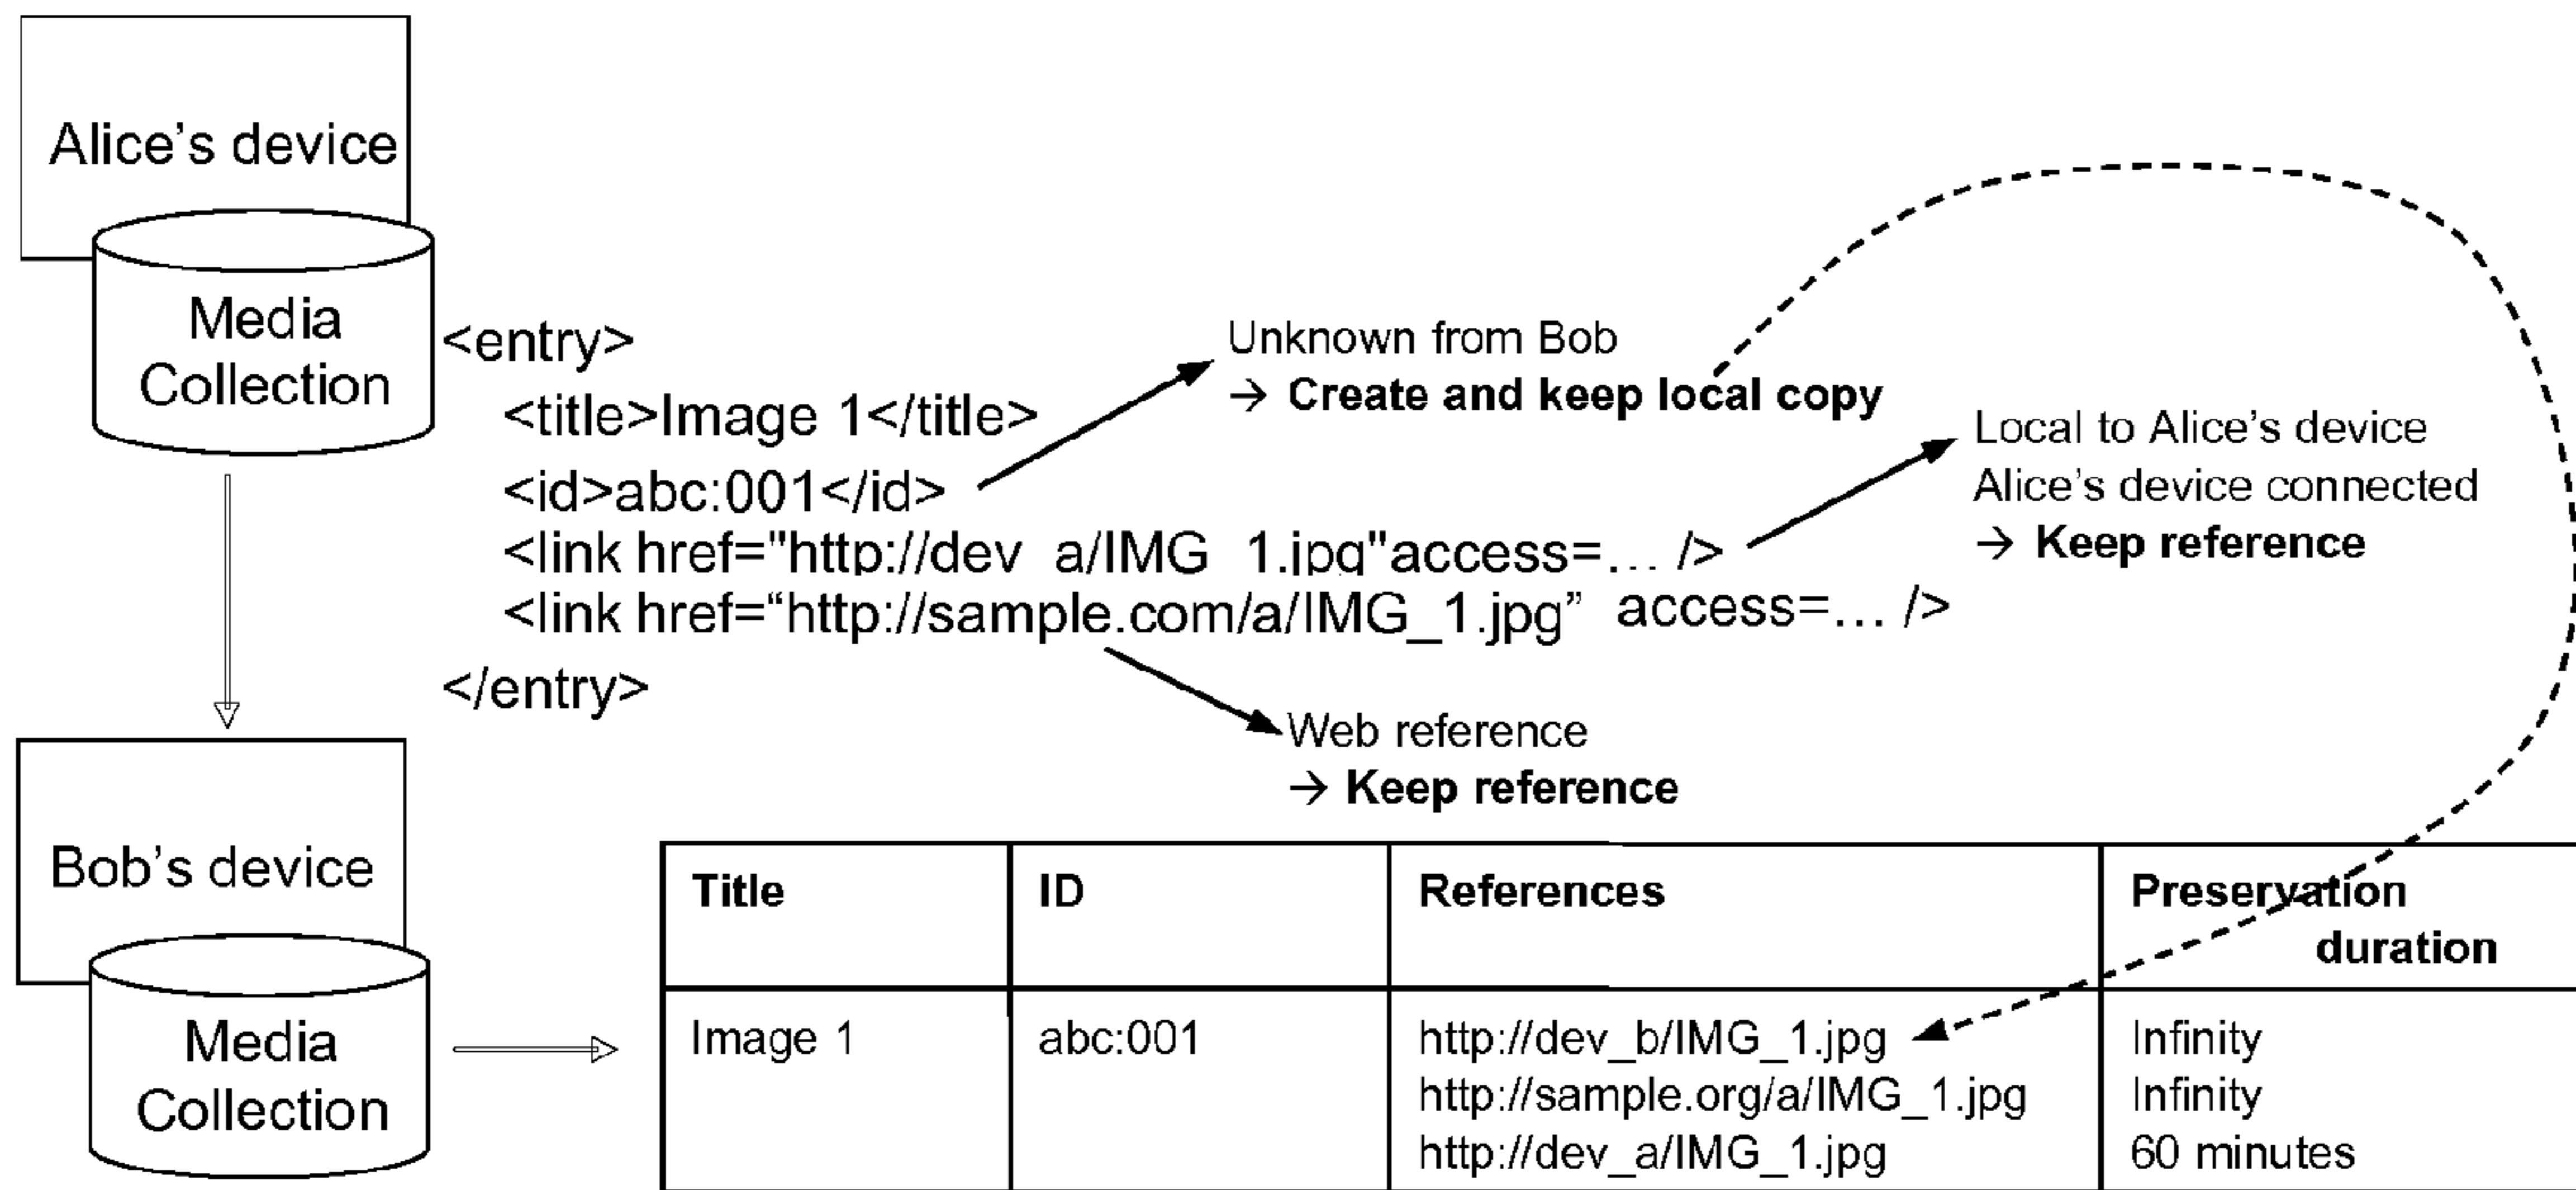 Alice's device
Media
Collection
<entry>
<title>Image 1</title>
<id>abc:001</id>
<link href="http://dev_a/IMG_1.jpg"access=... />
<link href=“http://sample.com/a/IMG_1.jpg” access=... />
</entry>
Unknown from Bob
→ Create and keep local copy
Local to Alice's device
Alice's device connected
→ Keep reference
Web reference
→ Keep reference
Bob's device
Media
Collection
Title ID References Preservation
duration
Image 1 abc:001 http://dev_b/IMG_1.jpg Infinity
http://sample.org/a/IMG_1.jpg Infinity
http://dev_a/IMG_1.jpg 60 minutes